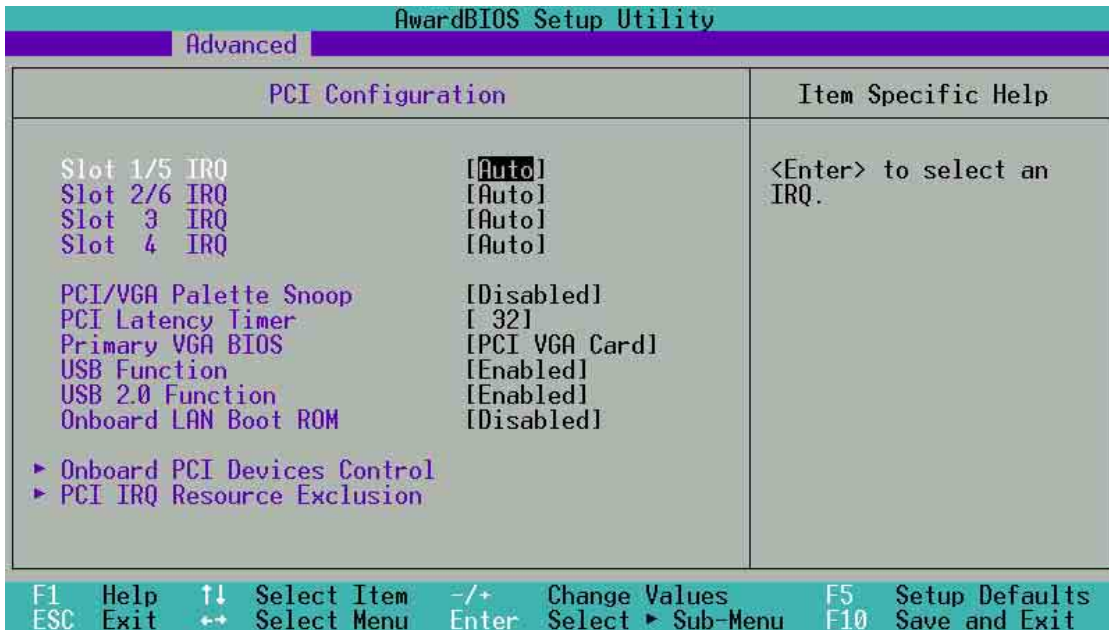 AwardBIOS Setup Utility
Advanced
PCI Configuration
Item Specific Help
Slot 1/5 IRQ [Auto]
Slot 2/6 IRQ [Auto]
Slot 3 IRQ [Auto]
Slot 4 IRQ [Auto]
PCI/VGA Palette Snoop [Disabled]
PCI Latency Timer [ 32]
Primary VGA BIOS [PCI VGA Card]
USB Function [Enabled]
USB 2.0 Function [Enabled]
Onboard LAN Boot ROM [Disabled]
► Onboard PCI Devices Control
► PCI IRQ Resource Exclusion
<Enter> to select an
IRQ.
F1 Help ↑↓ Select Item -/+ Change Values F5 Setup Defaults
ESC Exit ←→ Select Menu Enter Select ► Sub-Menu F10 Save and Exit